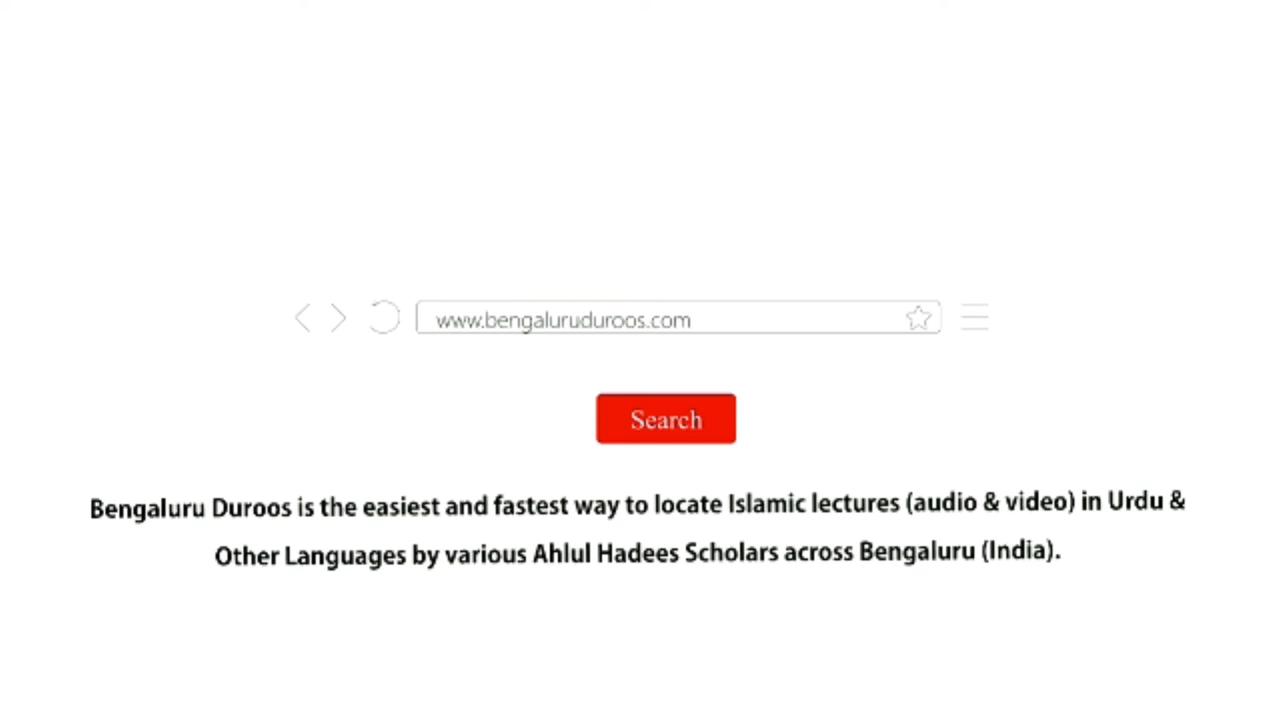 www.bengaluruduroos.com
Search
Bengaluru Duroos is the easiest and fastest way to locate Islamic lectures (audio & video) in Urdu &
Other Languages by various Ahlul Hadees Scholars across Bengaluru (India).